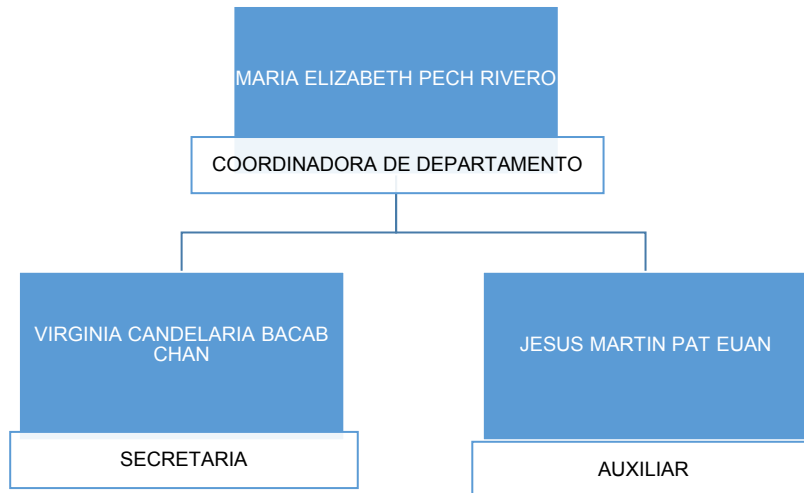 MARIA ELIZABETH PECH RIVERO
COORDINADORA DE DEPARTAMENTO
VIRGINIA CANDELARIA BACAB
CHAN
SECRETARIA
JESUS MARTIN PAT EUAN
AUXILIAR